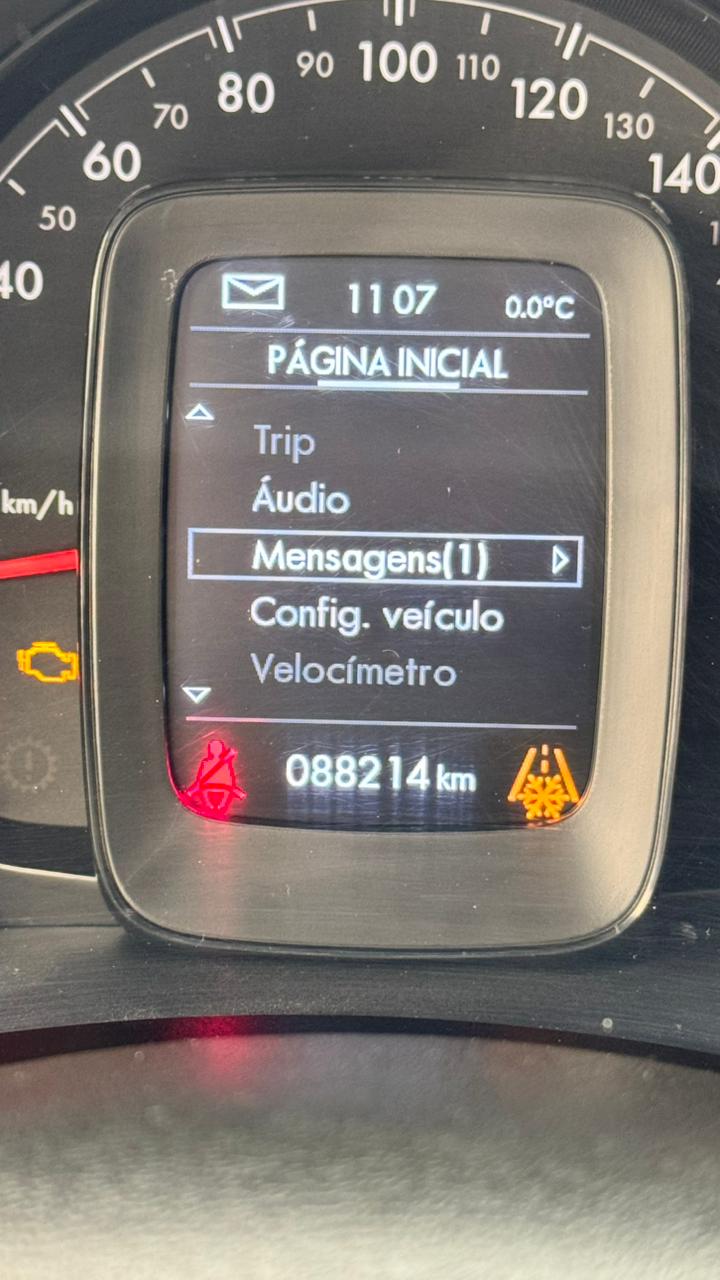 90 100 110
80 120
70 130
60 140
50
40
11 07 0.0°C
PÁGINA INICIAL
Trip
Áudio
km/h
Mensagens(1)
Config. veículo
Velocímetro
088214 km